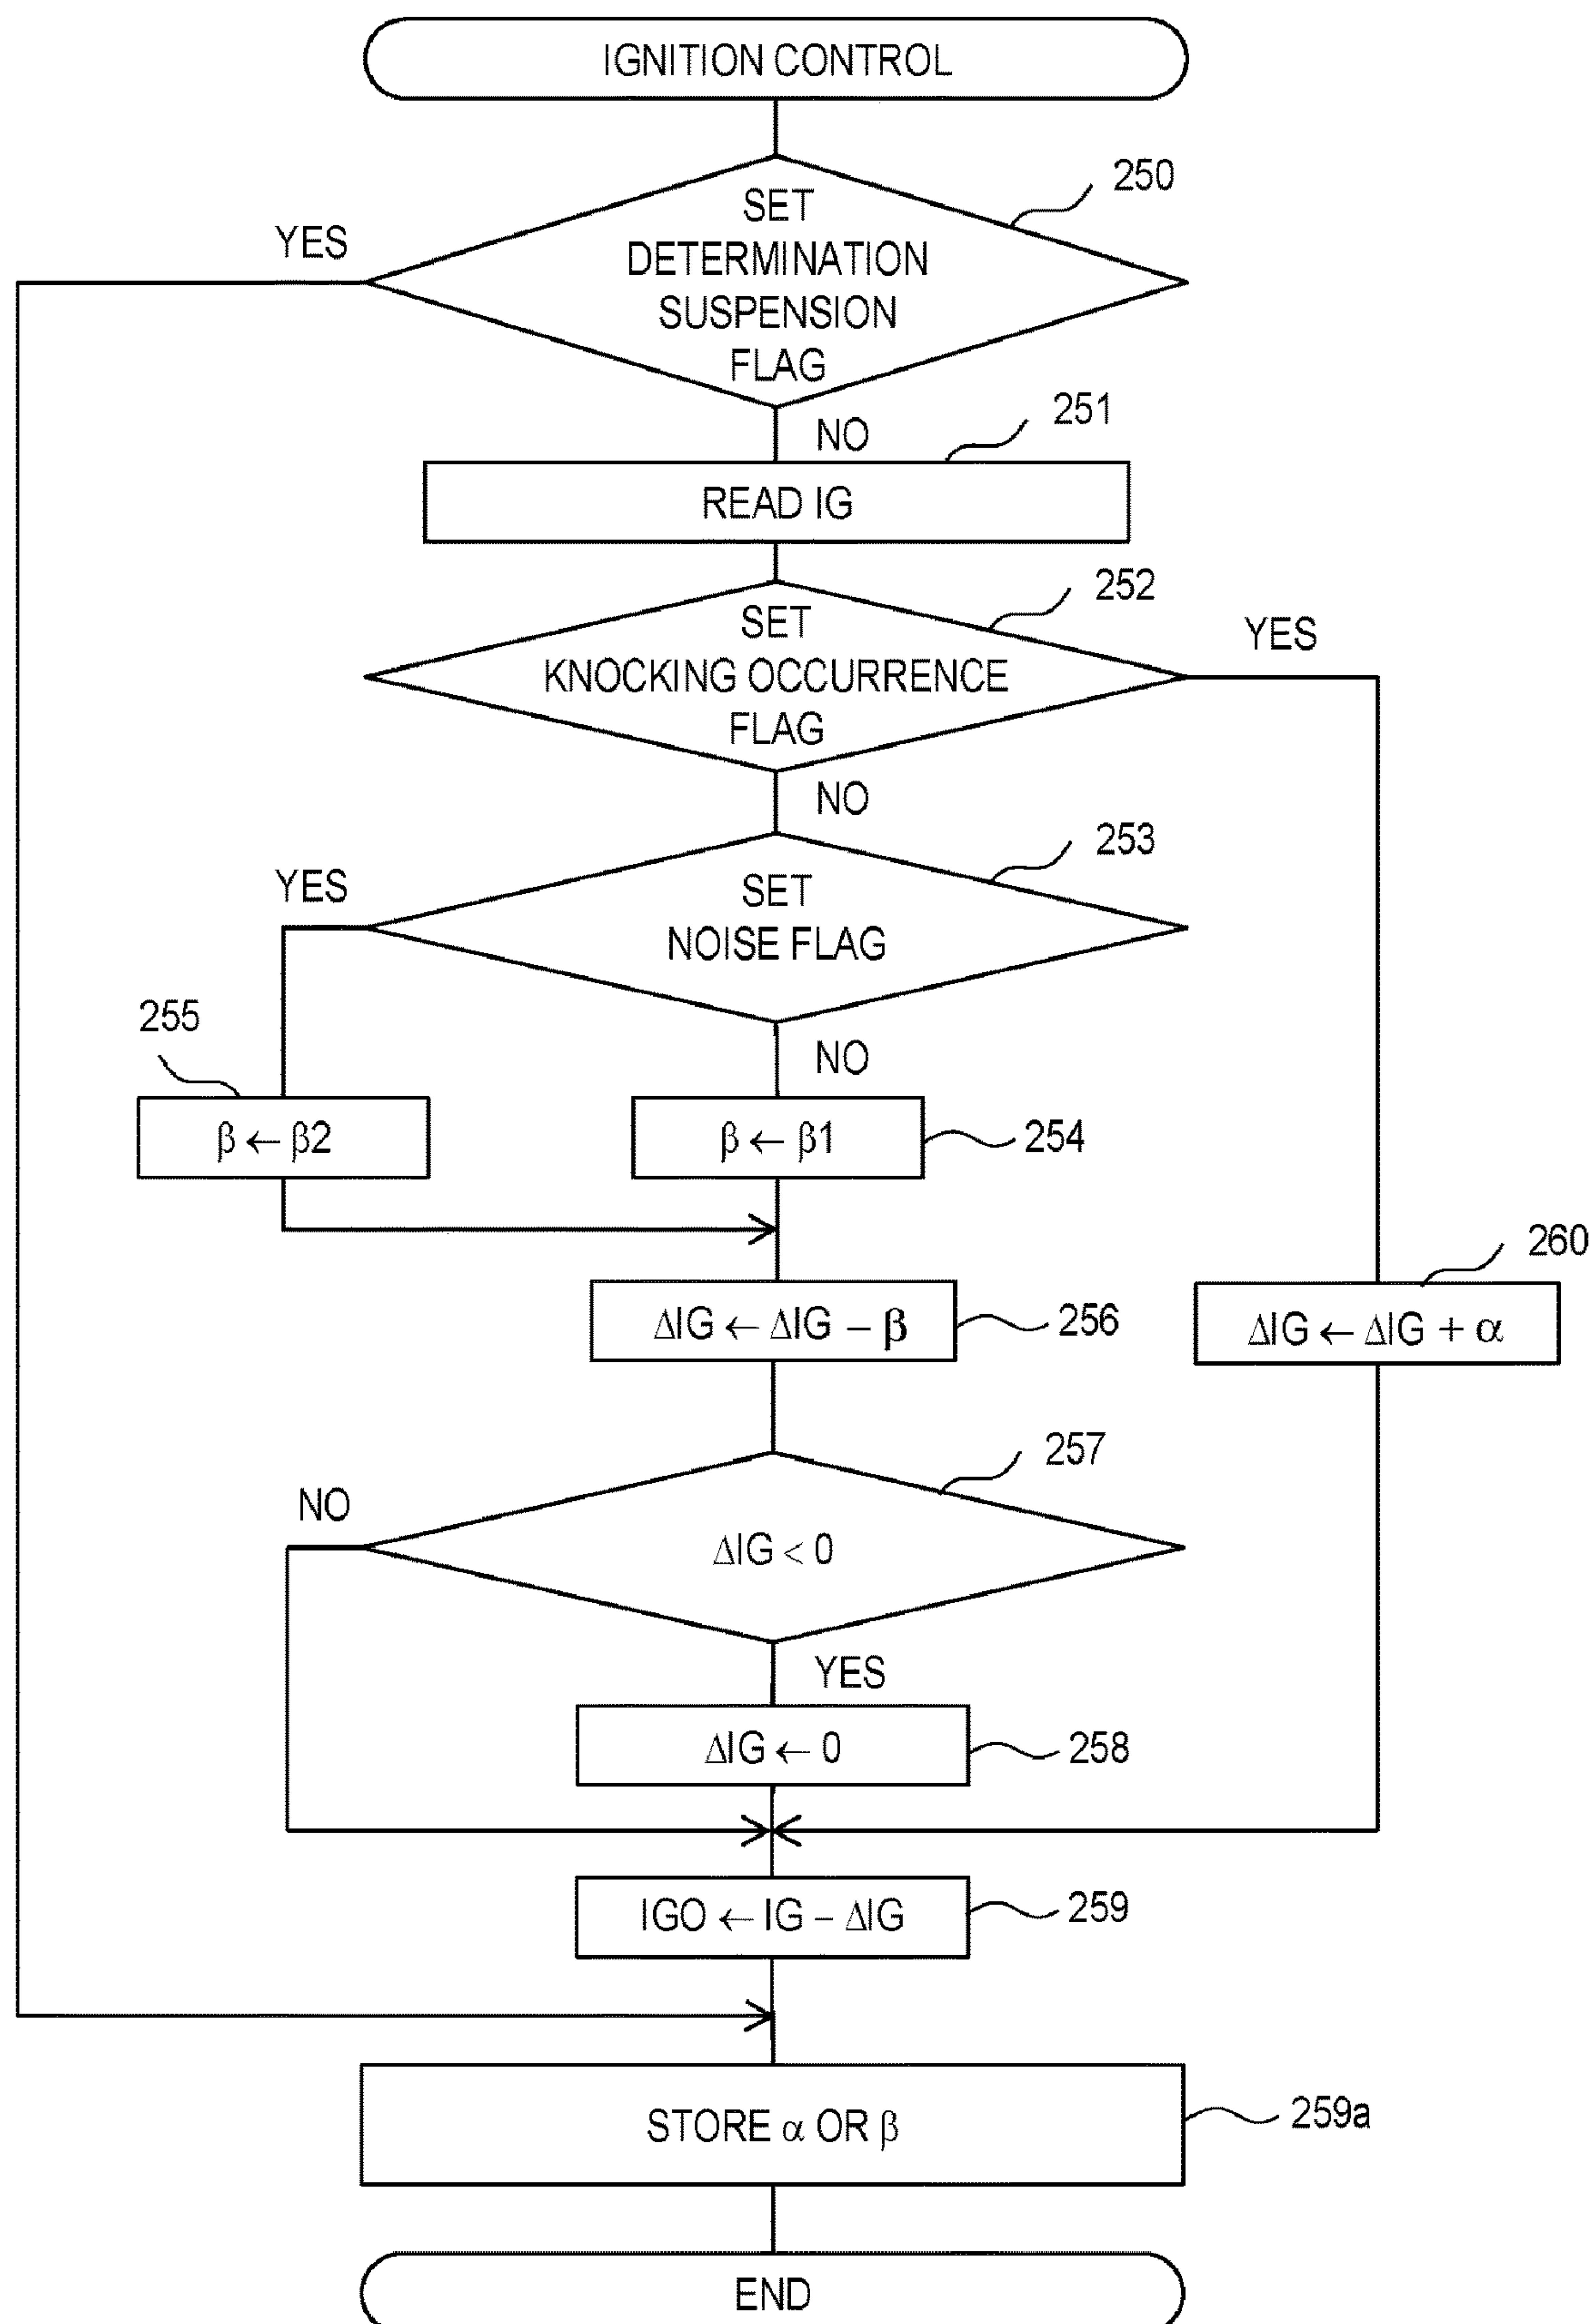 IGNITION CONTROL
250
SET
DETERMINATION
SUSPENSION
FLAG
YES
NO
251
READ IG
252
SET
KNOCKING OCCURRENCE
FLAG
YES
NO
253
YES
SET
NOISE FLAG
255
NO
β ← β2
β ← β1
254
260
ΔIG ← ΔIG – β
256
ΔIG ← ΔIG + α
257
NO
ΔIG < 0
YES
ΔIG ← 0
258
IGO ← IG – ΔIG
259
STORE α OR β
259a
END